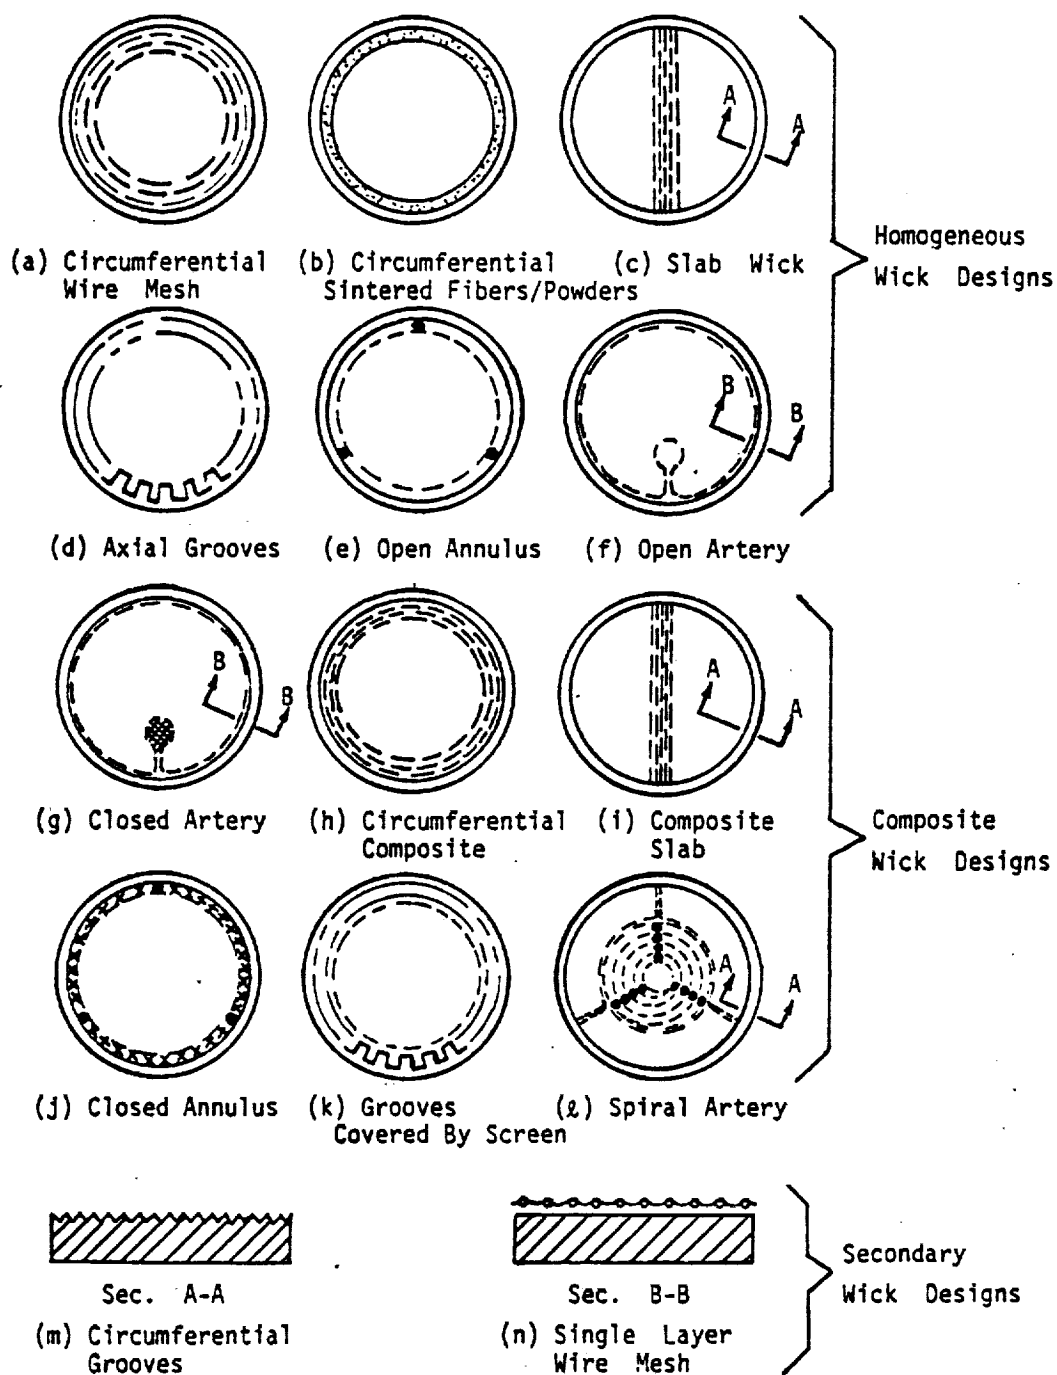 A
A
(a) Circumferential
Wire Mesh
(b) Circumferential
Sintered Fibers/Powders
(c) Slab Wick
Homogeneous
Wick Designs
B
B
(d) Axial Grooves
(e) Open Annulus
(f) Open Artery
B
B
A
A
(g) Closed Artery
(h) Circumferential
Composite
(i) Composite
Slab
Composite
Wick Designs
A
A
(j) Closed Annulus
(k) Grooves
Covered By Screen
(ℓ) Spiral Artery
Sec. A-A
(m) Circumferential
Grooves
Sec. B-B
(n) Single Layer
Wire Mesh
Secondary
Wick Designs